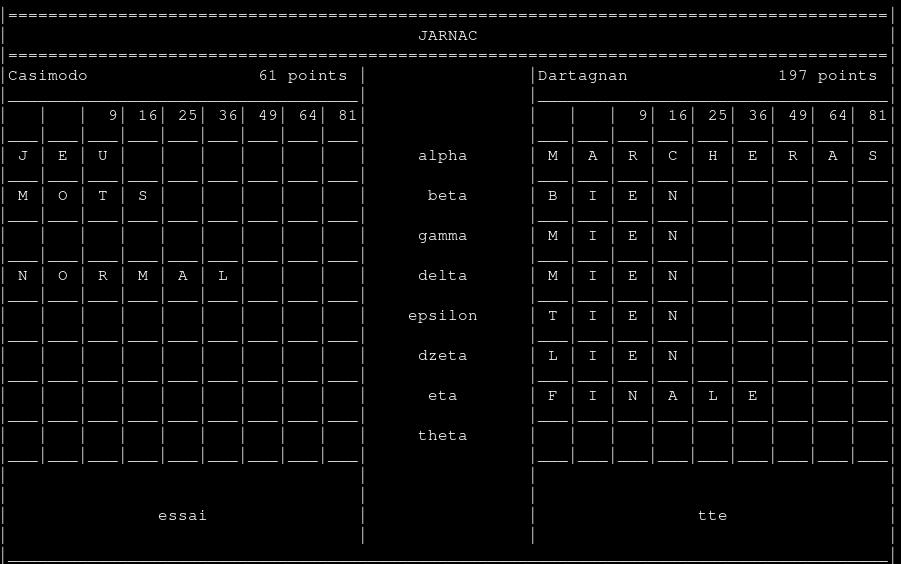 JARNAC
Casimodo 61 points Dartagnan 197 points
9 16 25 36 49 64 81 9 16 25 36 49 64 81
J E U alpha M A R C H E R A S
M O T S beta B I E N
gamma M I E N
N O R M A L delta M I E N
epsilon T I E N
dzeta L I E N
eta F I N A L E
theta
essai tte